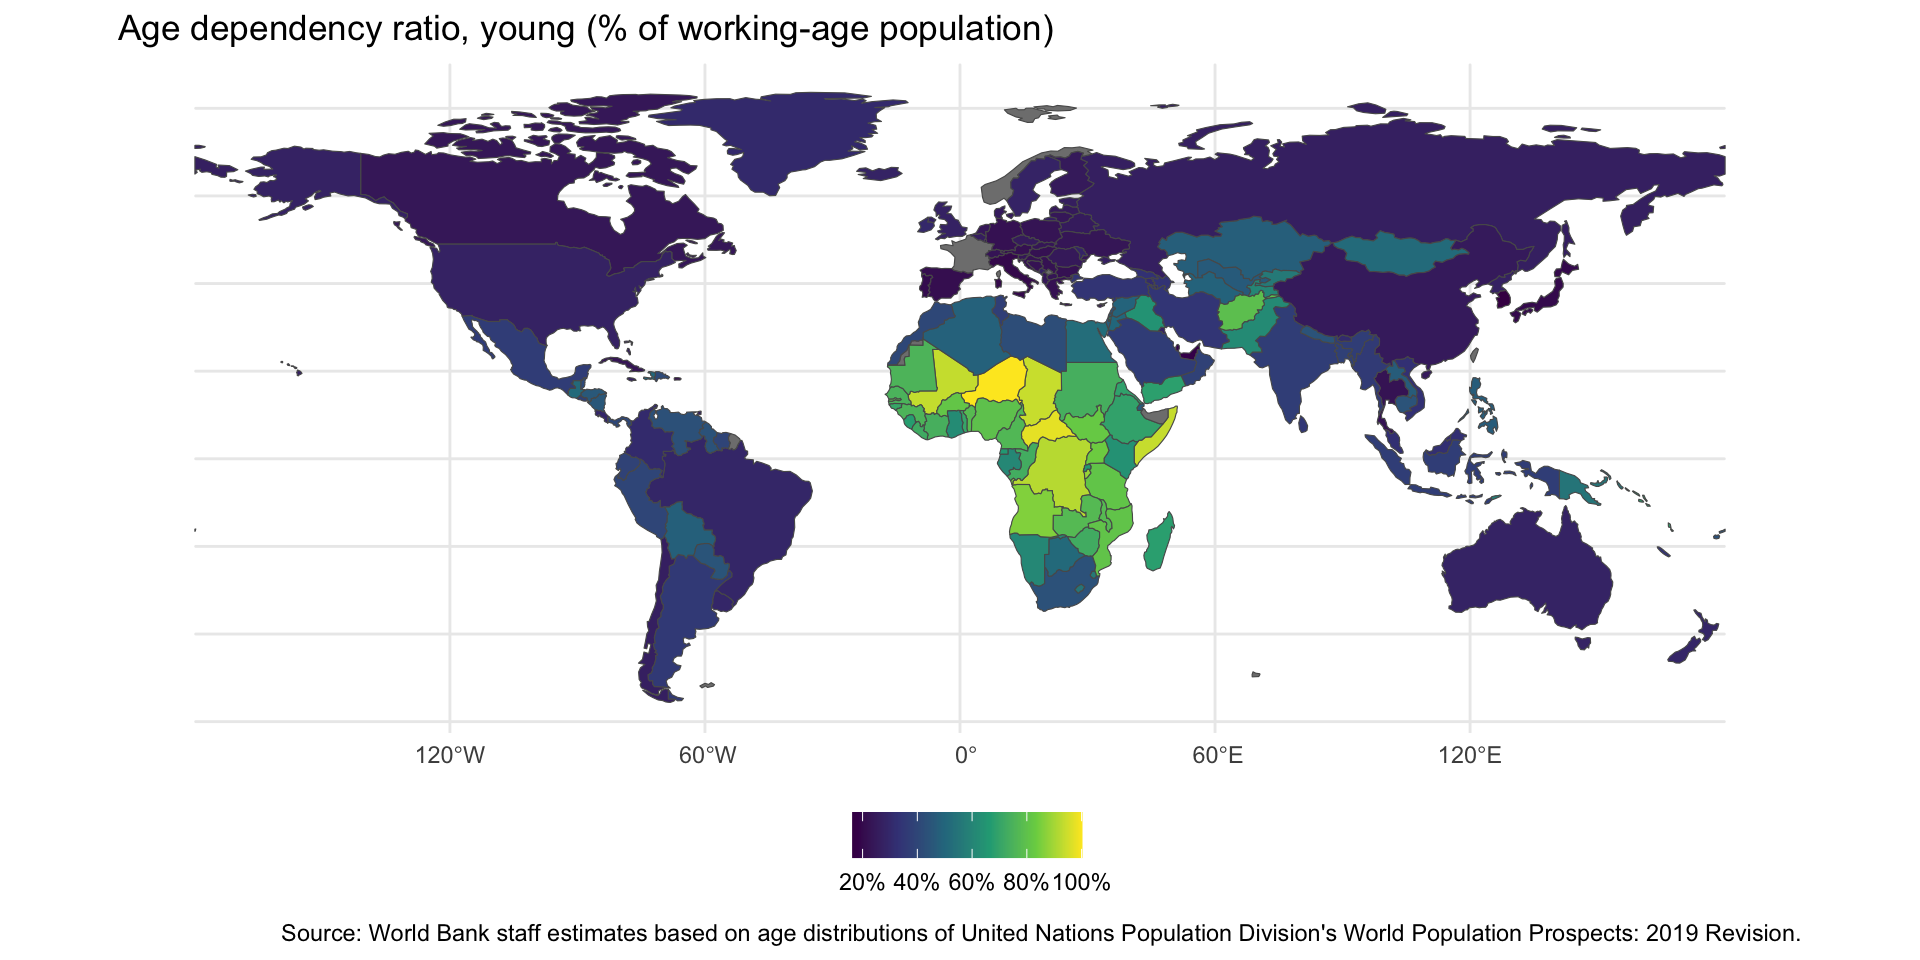 Age dependency ratio, young (% of working-age population)
120°W 60°W 0° 60°E 120°E
20% 40% 60% 80% 100%
Source: World Bank staff estimates based on age distributions of United Nations Population Division's World Population Prospects: 2019 Revision.